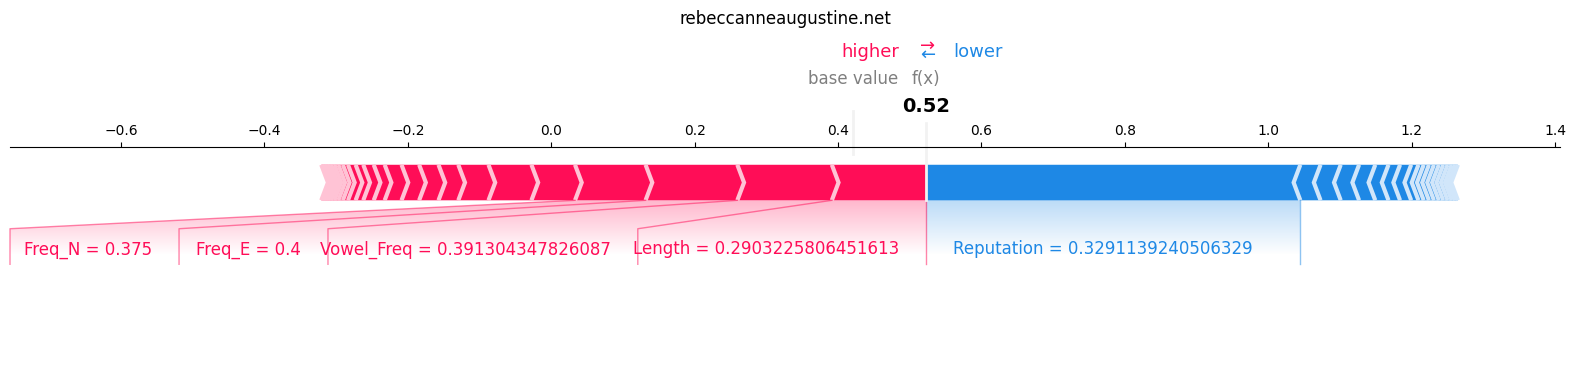 rebeccanneaugustine.net
higher → ← lower
base value f(x)
0.52
−0.6 −0.4 −0.2 0.0 0.2 0.4 0.6 0.8 1.0 1.2 1.4
Freq_N = 0.375 Freq_E = 0.4 Vowel_Freq = 0.391304347826087 Length = 0.2903225806451613 Reputation = 0.3291139240506329